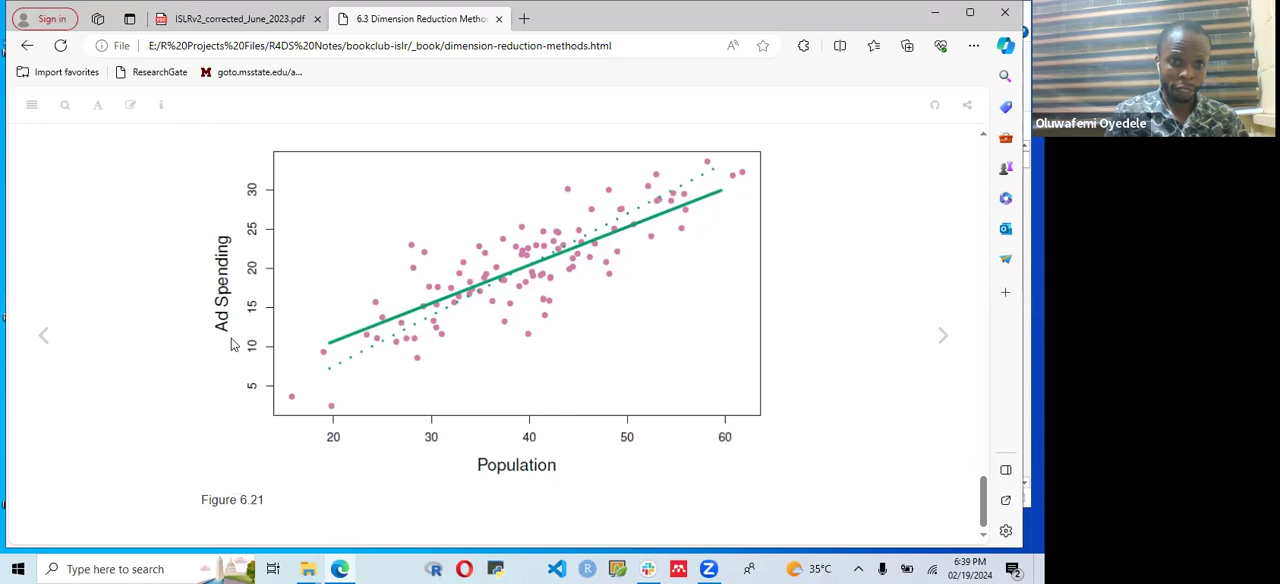 Sign in
ISLRv2_corrected_June_2023.pdf
6.3 Dimension Reduction Metho
File
E:/R%20Projects%20Files/R4DS%20Notes/bookclub-islr/_book/dimension-reduction-methods.html
Import favorites
ResearchGate
goto.msstate.edu/a...
Oluwafemi Oyedele
30
25
20
15
10
5
Ad Spending
20 30 40 50 60
Population
Figure 6.21
Type here to search
35°C
6:39 PM
02/19/2024